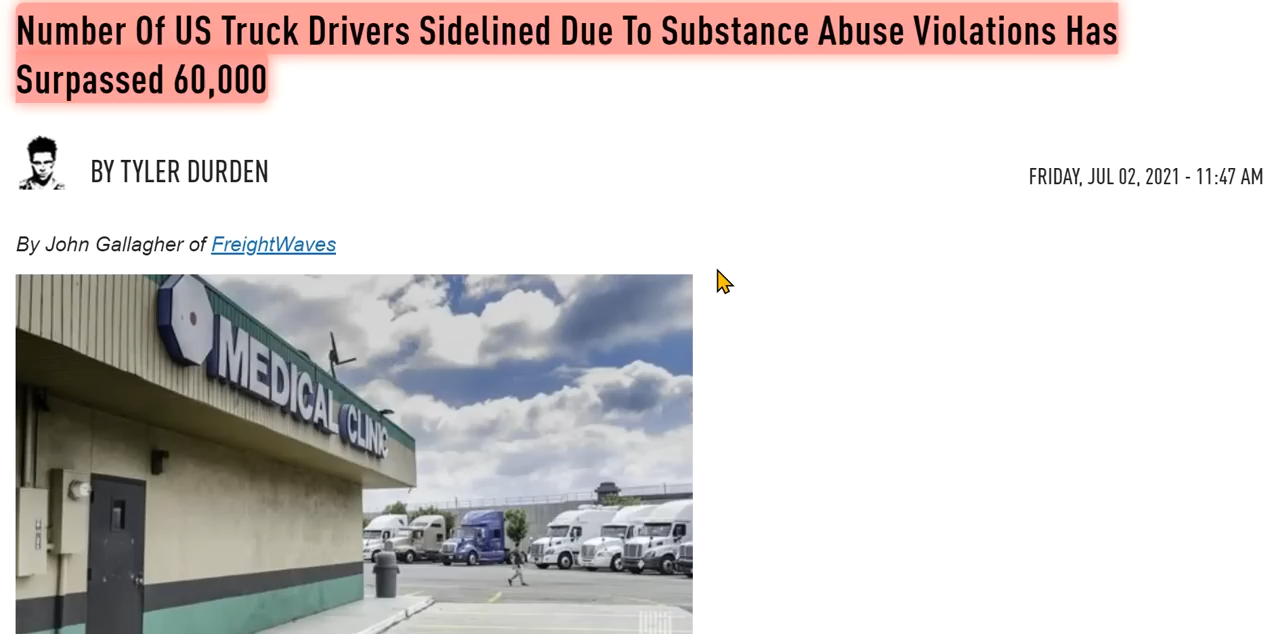 Number Of US Truck Drivers Sidelined Due To Substance Abuse Violations Has
Surpassed 60,000
BY TYLER DURDEN
FRIDAY, JUL 02, 2021 - 11:47 AM
By John Gallagher of FreightWaves
MEDICAL CLINIC